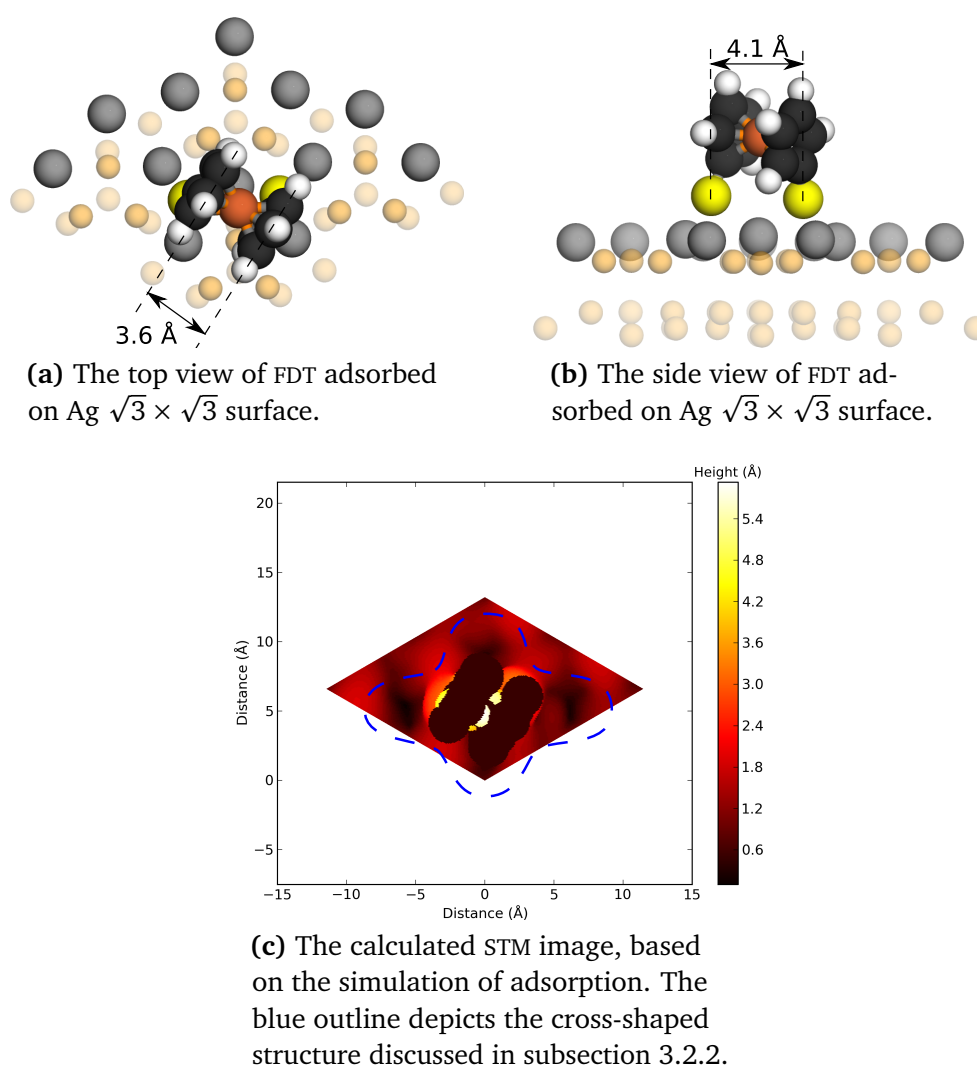 4.1 Å
3.6 Å
(a) The top view of FDT adsorbed
on Ag √3 × √3 surface.
(b) The side view of FDT ad-
sorbed on Ag √3 × √3 surface.
Height (Å)
20
15
10
5
0
−5
−15
−10
−5
0
5
10
15
Distance (Å)
Distance (Å)
5.4
4.8
4.2
3.6
3.0
2.4
1.8
1.2
0.6
(c) The calculated STM image, based
on the simulation of adsorption. The
blue outline depicts the cross-shaped
structure discussed in subsection 3.2.2.